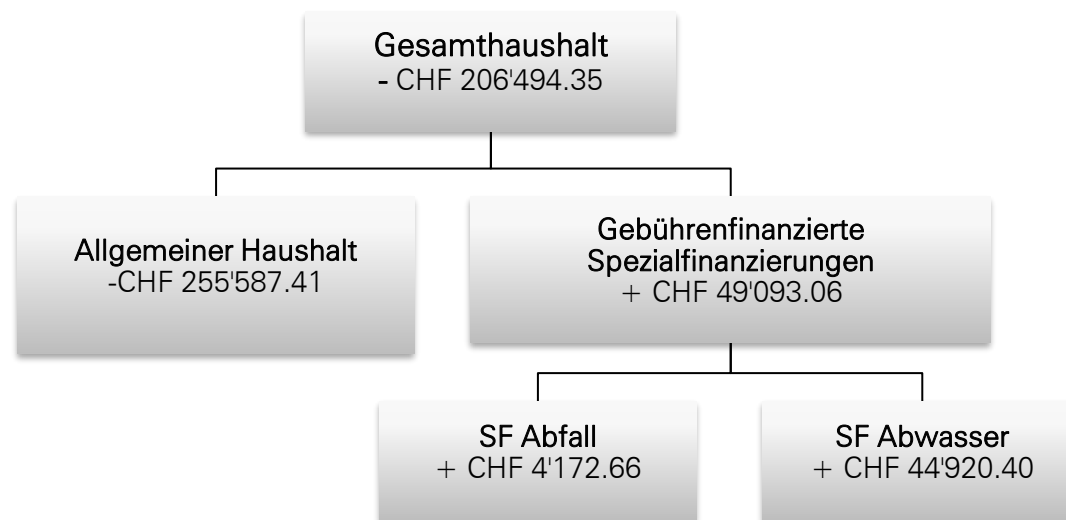 Gesamthaushalt
- CHF 206'494.35
Allgemeiner Haushalt
-CHF 255'587.41
Gebührenfinanzierte
Spezialfinanzierungen
+ CHF 49'093.06
SF Abfall
+ CHF 4'172.66
SF Abwasser
+ CHF 44'920.40